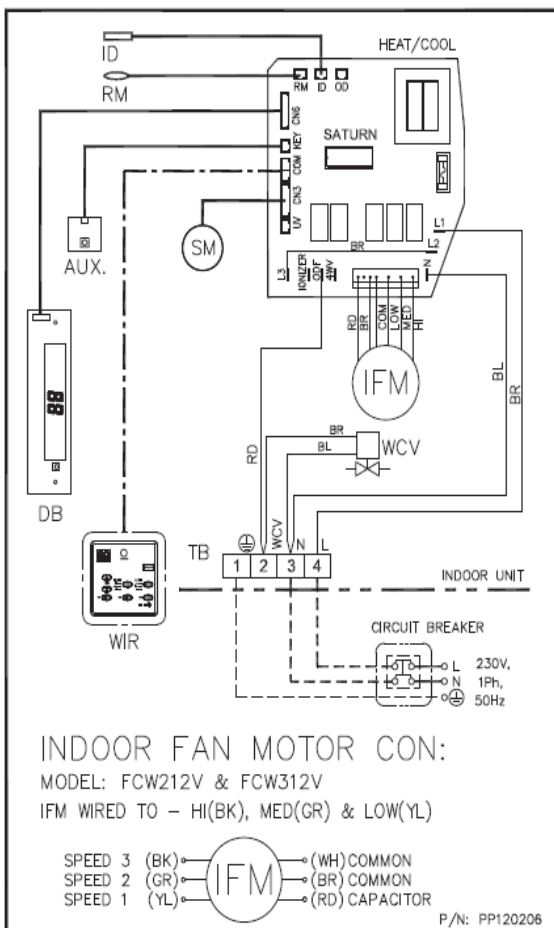 ID
RM
HEAT/COOL
RM ID OD
CN6
KEY
COM
CN3
UV
SATURN
AUX.
SM
L1
BR
L2
L3
IONIZER
ODF
4WV
N
RD
BR
COM
LOW
MED
HI
IFM
BL
BR
RD
BR
BL
WCV
88
DB
WIR
TB
WCV
N
L
1 2 3 4
INDOOR UNIT
CIRCUIT BREAKER
L
N
230V,
1Ph,
50Hz
INDOOR FAN MOTOR CON:
MODEL: FCW212V & FCW312V
IFM WIRED TO – HI(BK), MED(GR) & LOW(YL)
SPEED 3 (BK)
SPEED 2 (GR)
SPEED 1 (YL)
IFM
(WH) COMMON
(BR) COMMON
(RD) CAPACITOR
P/N: PP120206